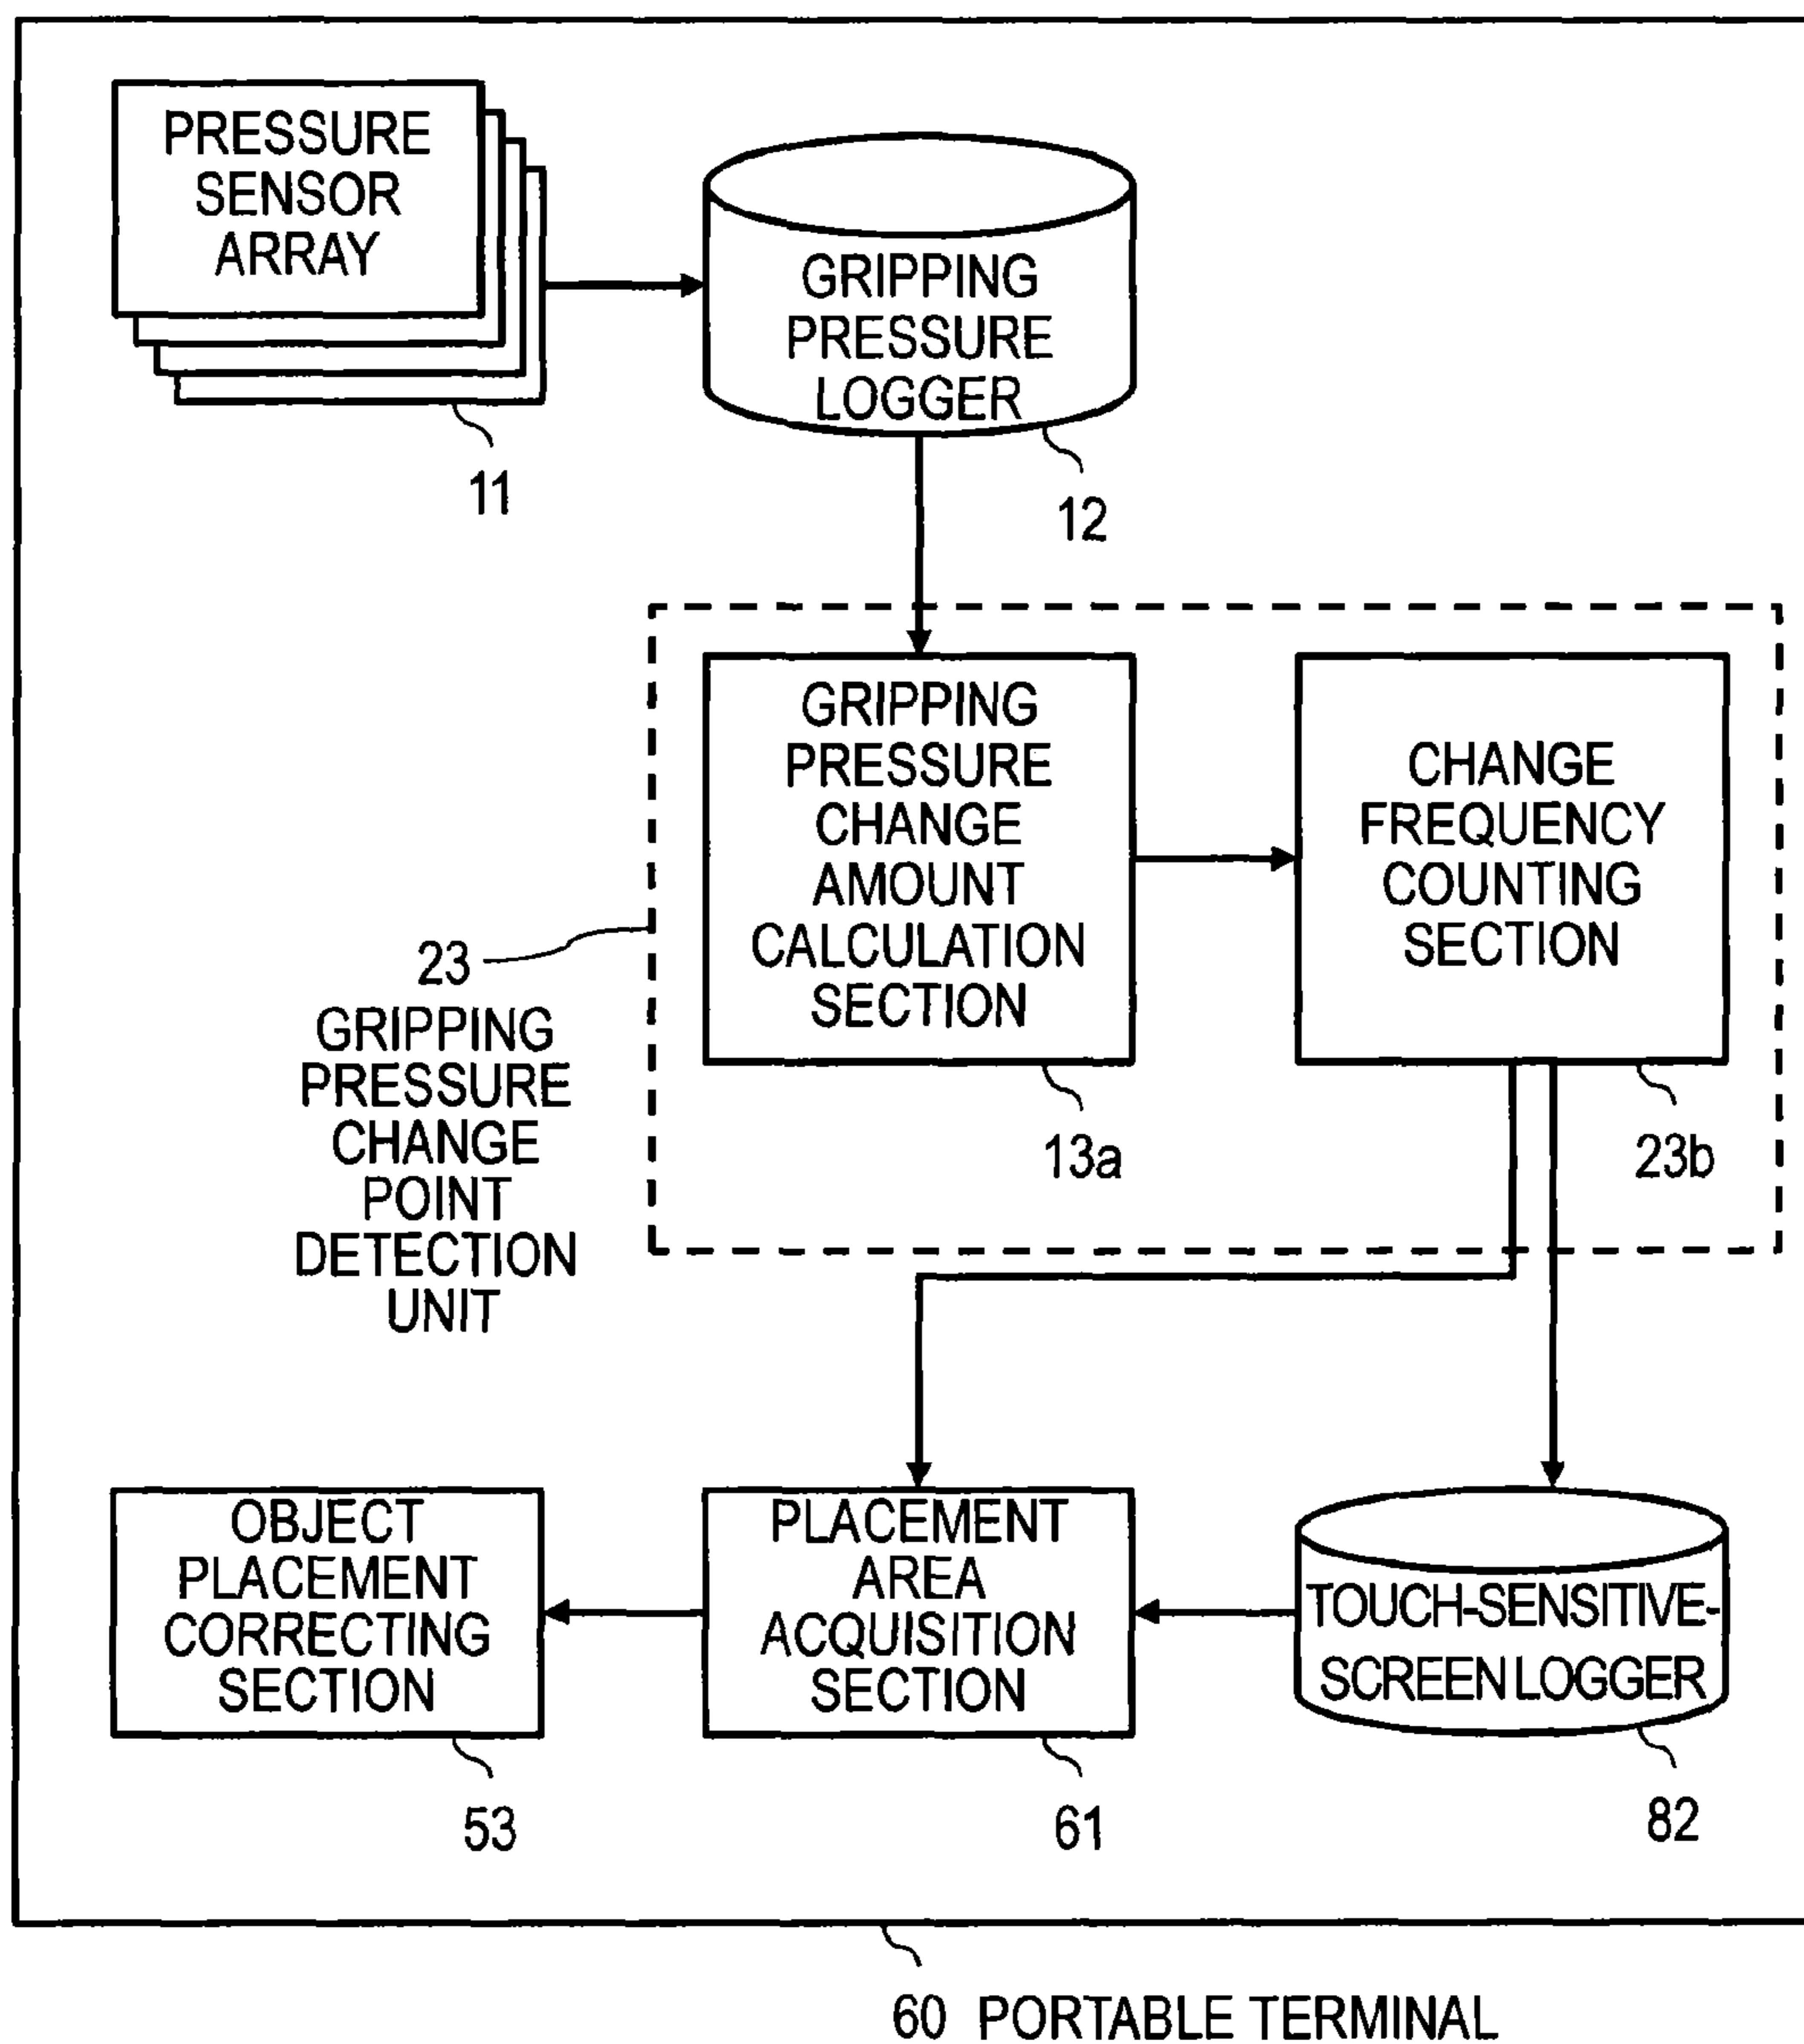 PRESSURE
SENSOR
ARRAY
11
GRIPPING
PRESSURE
LOGGER
12
GRIPPING
PRESSURE
CHANGE
AMOUNT
CALCULATION
SECTION
13a
CHANGE
FREQUENCY
COUNTING
SECTION
23b
23
GRIPPING
PRESSURE
CHANGE
POINT
DETECTION
UNIT
OBJECT
PLACEMENT
CORRECTING
SECTION
53
PLACEMENT
AREA
ACQUISITION
SECTION
61
TOUCH-SENSITIVE-
SCREEN LOGGER
82
60 PORTABLE TERMINAL